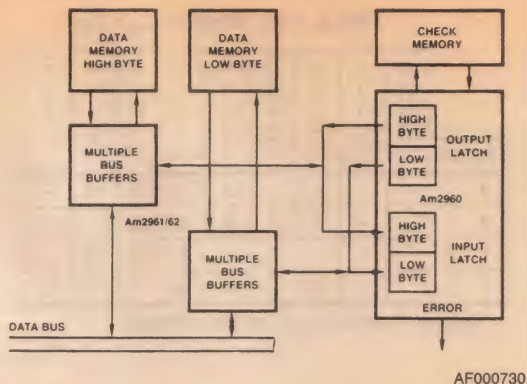 DATA
MEMORY
HIGH BYTE
DATA
MEMORY
LOW BYTE
CHECK
MEMORY
MULTIPLE
BUS
BUFFERS
HIGH
BYTE
LOW
BYTE
OUTPUT
LATCH
Am2960
Am2961/62
MULTIPLE
BUS
BUFFERS
HIGH
BYTE
LOW
BYTE
INPUT
LATCH
ERROR
DATA BUS
AF000730